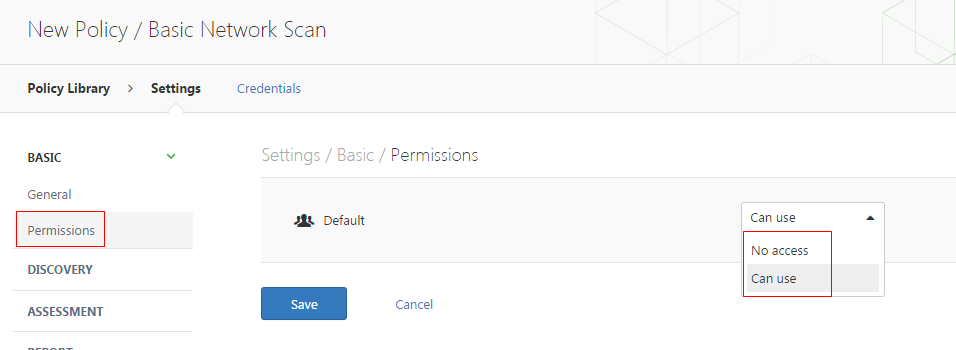 New Policy / Basic Network Scan
Policy Library > Settings Credentials
BASIC
Settings / Basic / Permissions
General
Permissions
Default
Can use
No access
Can use
DISCOVERY
ASSESSMENT
Save
Cancel
REPORT